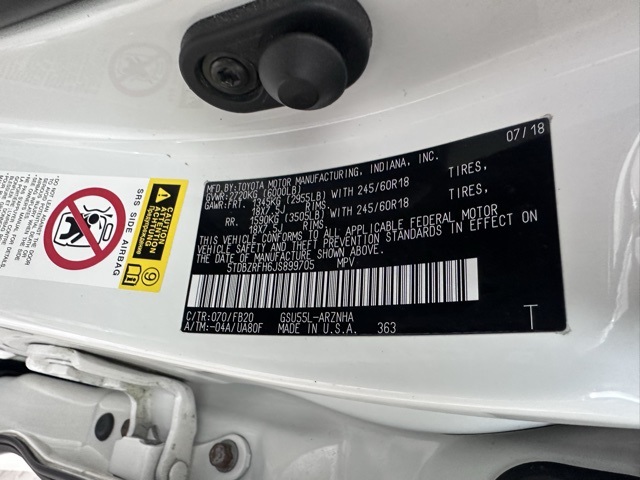 07/18
MFD.BY:TOYOTA MOTOR MANUFACTURING, INDIANA, INC.
GVWR:2720KG (6000LB)
GAWR:FRT. 1345KG (2955LB) WITH 245/60R18 TIRES,
18X7.5J RIMS
RR. 1590KG (3505LB) WITH 245/60R18 TIRES,
18X7.5J RIMS
THIS VEHICLE CONFORMS TO ALL APPLICABLE FEDERAL MOTOR
VEHICLE SAFETY AND THEFT PREVENTION STANDARDS IN EFFECT ON
THE DATE OF MANUFACTURE SHOWN ABOVE.
5TDBZRFH6JS899705 MPV
C/TR:070/FB20 GSU55L-ARZNHA
A/TM:-04A/UA80F MADE IN U.S.A. 363
T
SRS SIDE AIRBAG
CAUTION
ATTENTION
9